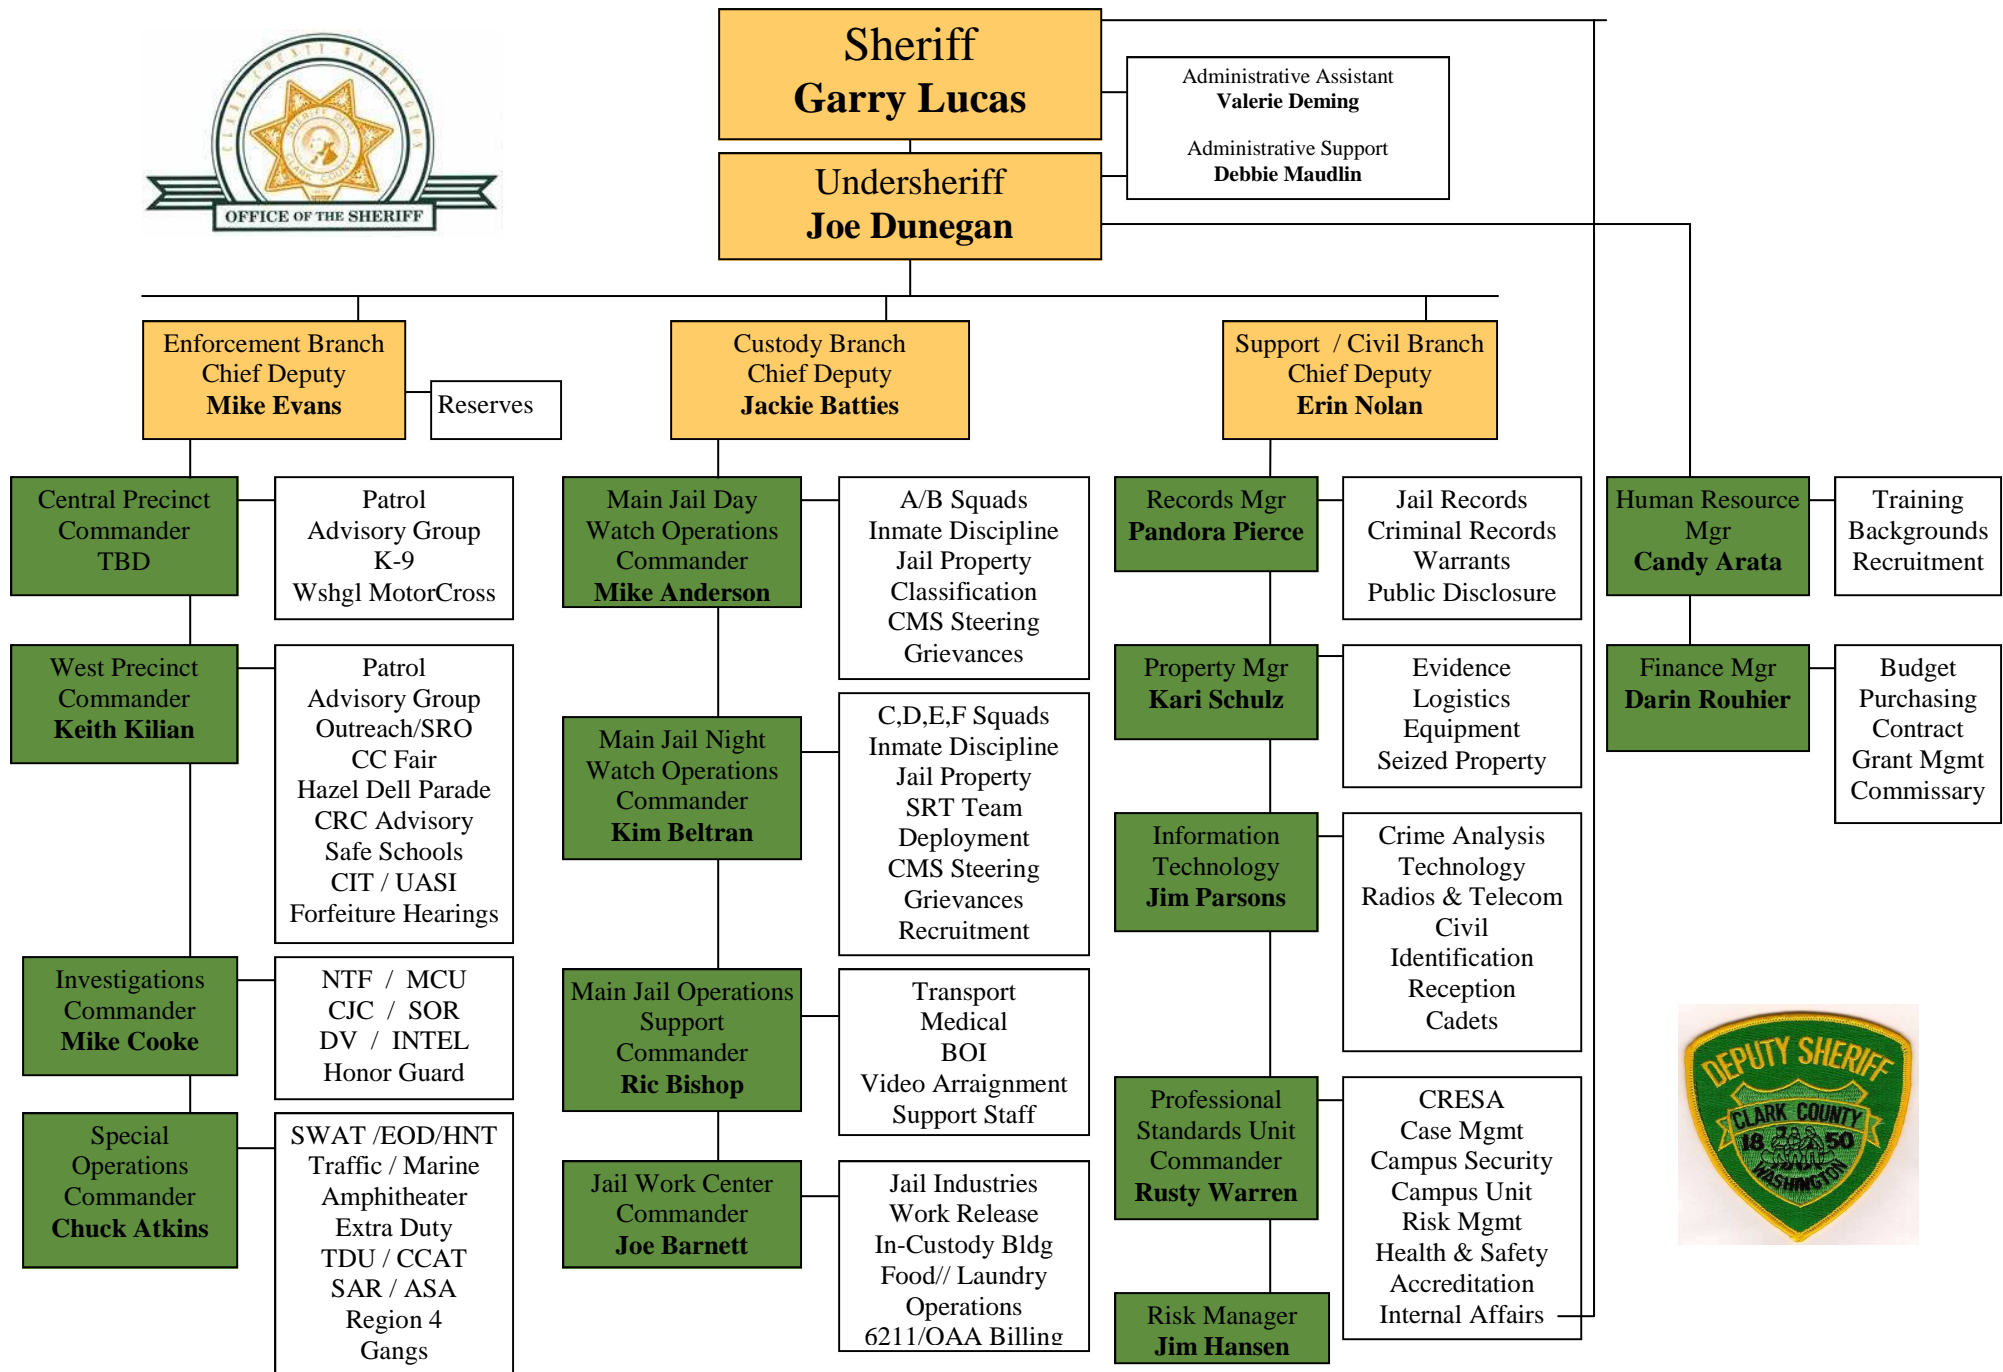 CLARK COUNTY WASHINGTON
SHERIFF DEPT
CLARK COUNTY
OFFICE OF THE SHERIFF
Sheriff
Garry Lucas
Administrative Assistant
Valerie Deming
Administrative Support
Debbie Maudlin
Undersheriff
Joe Dunegan
Enforcement Branch
Chief Deputy
Mike Evans
Reserves
Custody Branch
Chief Deputy
Jackie Batties
Support / Civil Branch
Chief Deputy
Erin Nolan
Central Precinct
Commander
TBD
Patrol
Advisory Group
K-9
Wshgl MotorCross
West Precinct
Commander
Keith Kilian
Patrol
Advisory Group
Outreach/SRO
CC Fair
Hazel Dell Parade
CRC Advisory
Safe Schools
CIT / UASI
Forfeiture Hearings
Investigations
Commander
Mike Cooke
NTF / MCU
CJC / SOR
DV / INTEL
Honor Guard
Special
Operations
Commander
Chuck Atkins
SWAT /EOD/HNT
Traffic / Marine
Amphitheater
Extra Duty
TDU / CCAT
SAR / ASA
Region 4
Gangs
Main Jail Day
Watch Operations
Commander
Mike Anderson
A/B Squads
Inmate Discipline
Jail Property
Classification
CMS Steering
Grievances
Main Jail Night
Watch Operations
Commander
Kim Beltran
C,D,E,F Squads
Inmate Discipline
Jail Property
SRT Team
Deployment
CMS Steering
Grievances
Recruitment
Main Jail Operations
Support
Commander
Ric Bishop
Transport
Medical
BOI
Video Arraignment
Support Staff
Jail Work Center
Commander
Joe Barnett
Jail Industries
Work Release
In-Custody Bldg
Food// Laundry
Operations
6211/OAA Billing
Records Mgr
Pandora Pierce
Jail Records
Criminal Records
Warrants
Public Disclosure
Property Mgr
Kari Schulz
Evidence
Logistics
Equipment
Seized Property
Information
Technology
Jim Parsons
Crime Analysis
Technology
Radios & Telecom
Civil
Identification
Reception
Cadets
Professional
Standards Unit
Commander
Rusty Warren
CRESA
Case Mgmt
Campus Security
Campus Unit
Risk Mgmt
Health & Safety
Accreditation
Internal Affairs
Risk Manager
Jim Hansen
Human Resource
Mgr
Candy Arata
Training
Backgrounds
Recruitment
Finance Mgr
Darin Rouhier
Budget
Purchasing
Contract
Grant Mgmt
Commissary
DEPUTY SHERIFF
CLARK COUNTY
18 50
WASHINGTON